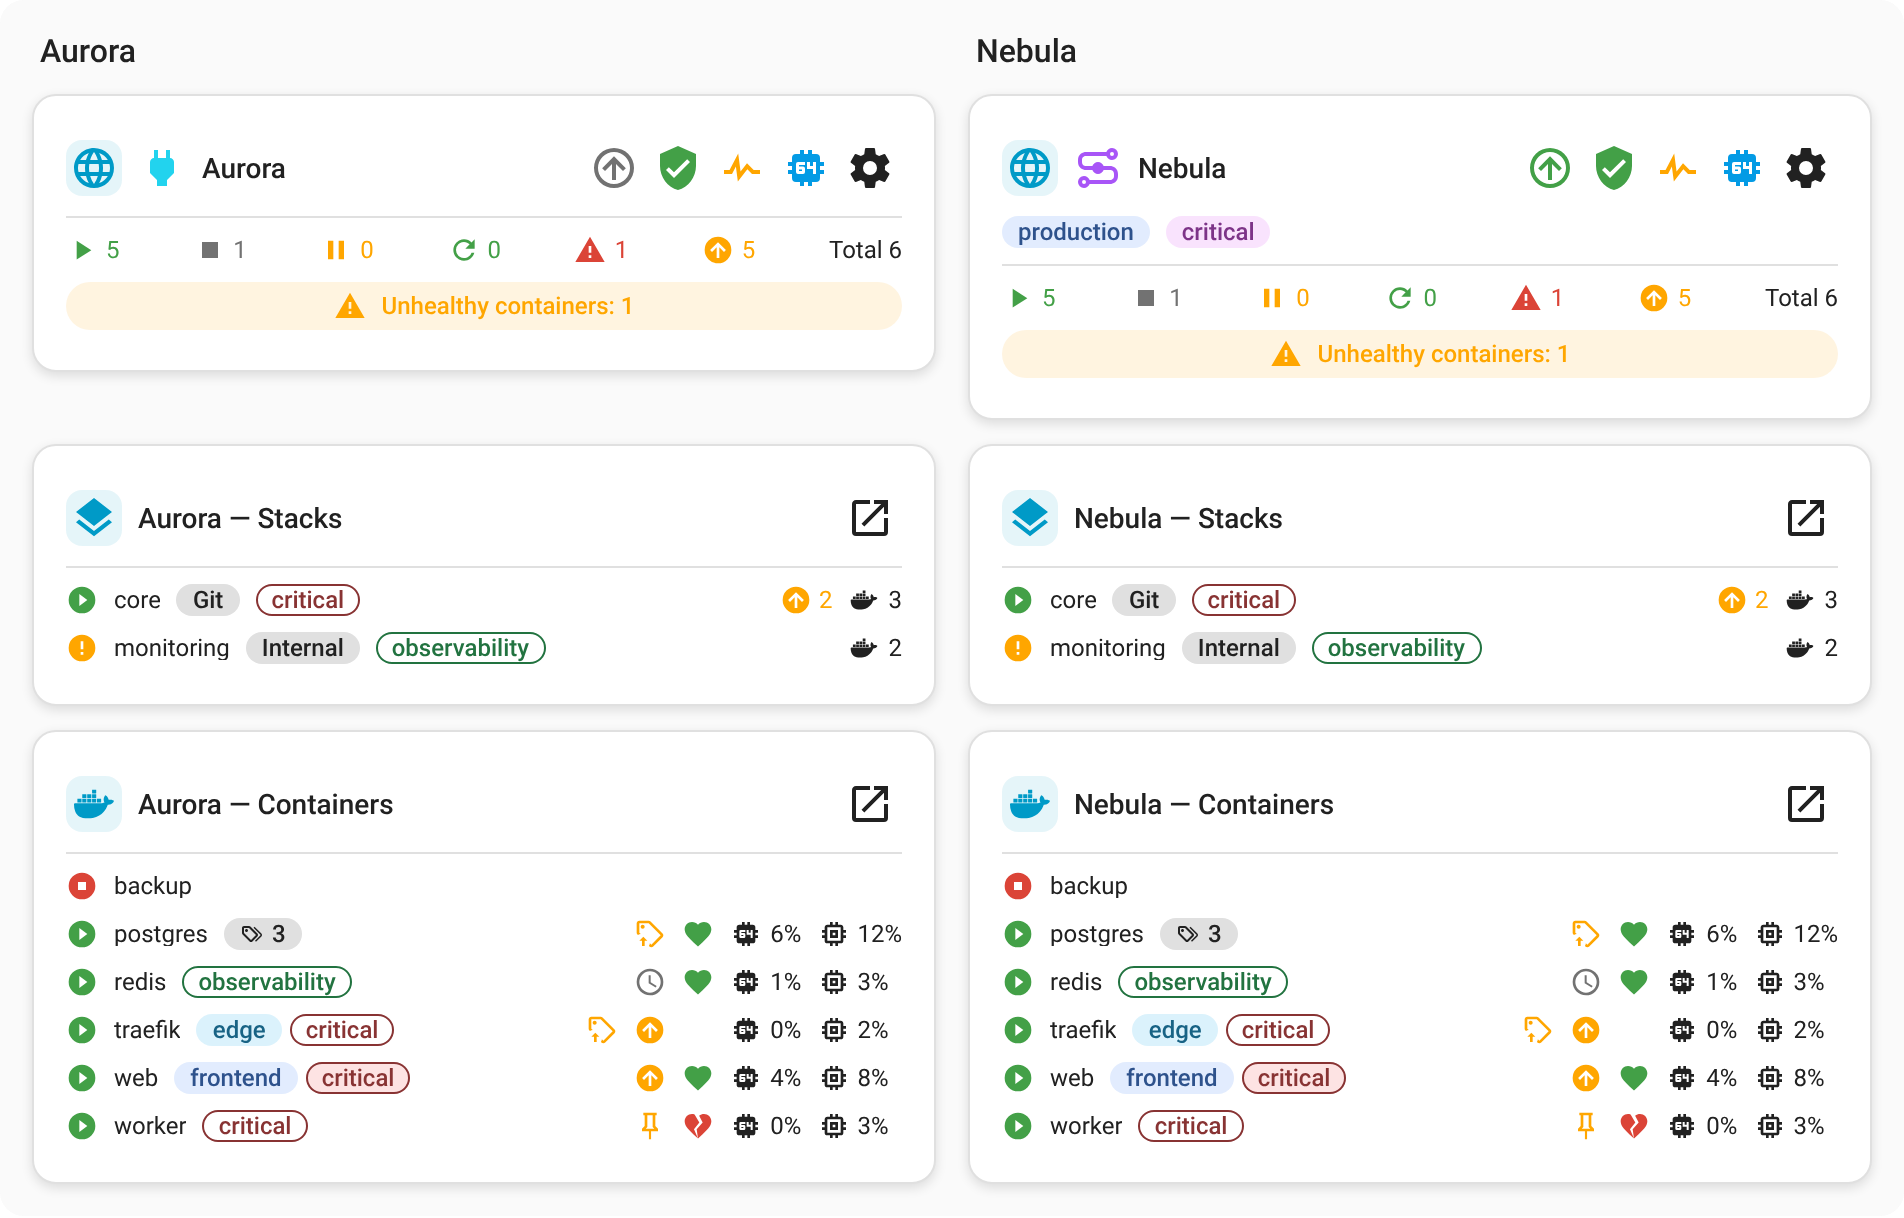 Aurora
Aurora
5 1 0 0 1 5 Total 6
Unhealthy containers: 1
Aurora — Stacks
core Git critical 2 3
monitoring Internal observability 2
Aurora — Containers
backup
postgres 3 6% 12%
redis observability 1% 3%
traefik edge critical 0% 2%
web frontend critical 4% 8%
worker critical 0% 3%
Nebula
Nebula
production critical
5 1 0 0 1 5 Total 6
Unhealthy containers: 1
Nebula — Stacks
core Git critical 2 3
monitoring Internal observability 2
Nebula — Containers
backup
postgres 3 6% 12%
redis observability 1% 3%
traefik edge critical 0% 2%
web frontend critical 4% 8%
worker critical 0% 3%